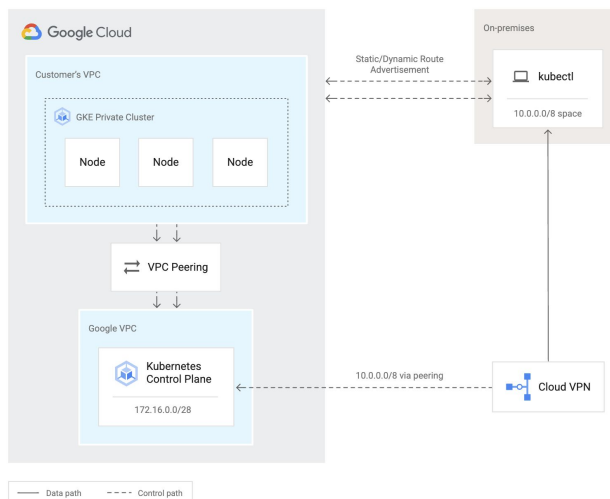 Google Cloud
On-premises
Static/Dynamic Route
Advertisement
Customer's VPC
kubectl
GKE Private Cluster
10.0.0.0/8 space
Node
Node
Node
VPC Peering
Google VPC
Kubernetes
Control Plane
10.0.0.0/8 via peering
Cloud VPN
172.16.0.0/28
Data path
Control path